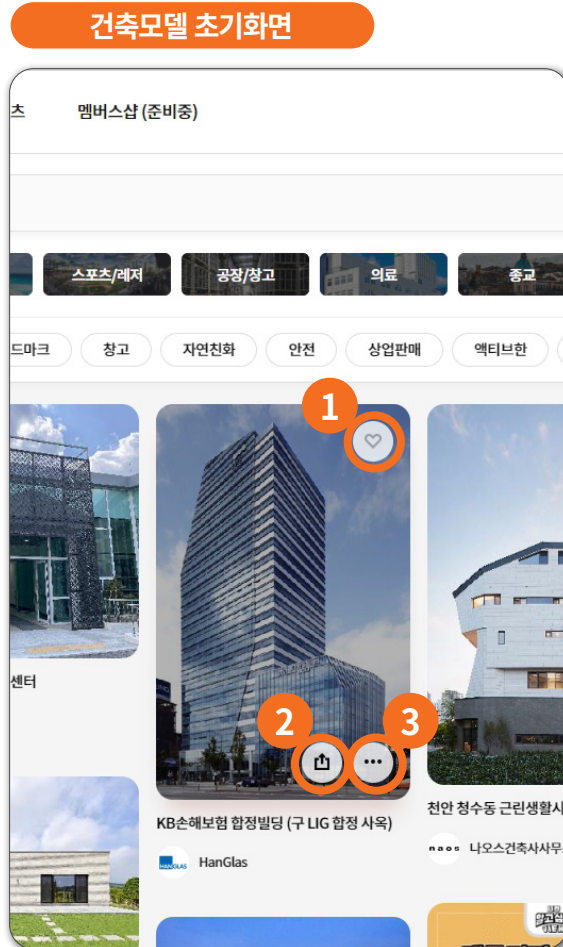 건축모델 초기화면
츠 멤버스샵 (준비중)
스포츠/레저 공장/창고 의료 종교
드마크 창고 자연친화 안전 상업판매 액티브한
1
2
3
센터
KB손해보험 합정빌딩 (구 LIG 합정 사옥)
HANGLAS HanGlas
천안 청수동 근린생활시
naos 나오스건축사사무